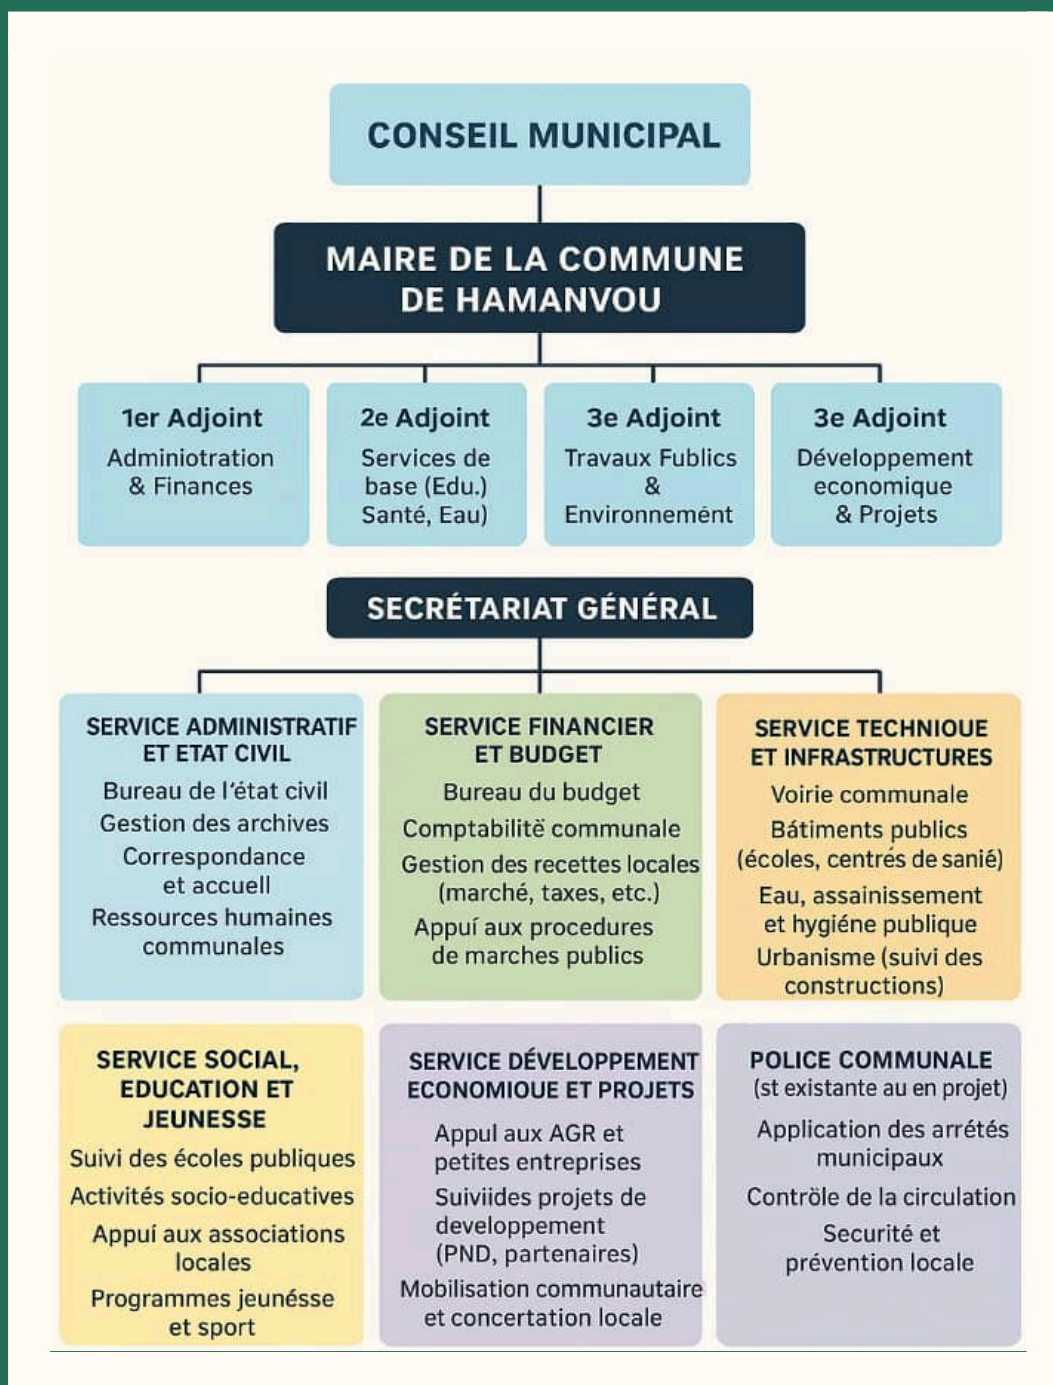 CONSEIL MUNICIPAL
MAIRE DE LA COMMUNE
DE HAMANVOU
1er Adjoint
Adminiotration
& Finances
2e Adjoint
Services de
base (Edu.)
Santé, Eau)
3e Adjoint
Travaux Fublics
&
Environnemént
3e Adjoint
Développement
economique
& Projets
SECRÉTARIAT GÉNÉRAL
SERVICE ADMINISTRATIF
ET ETAT CIVIL
Bureau de l'état civil
Gestion des archives
Correspondance
et accuell
Ressources humaines
communales
SERVICE FINANCIER
ET BUDGET
Bureau du budget
Comptabilitë communale
Gestion des recettes locales
(marché, taxes, etc.)
Appuí aux procedures
de marches publics
SERVICE TECHNIOUE
ET INFRASTRUCTURES
Voirie communale
Bátiments publics
(écoles, centrés de sanié)
Eau, assainissement
et hygiéne publique
Urbanisme (suivi des
constructions)
SERVICE SOCIAL,
EDUCATION ET
JEUNESSE
Suivi des écoles publiques
Activités socio-educatives
Appuí aux associations
locales
Programmes jeunésse
et sport
SERVICE DÉVELOPPEMENT
ECONOMIOUE ET PROJETS
Appul aux AGR et
petites entreprises
Suiviides projets de
developpement
(PND, partenaires)
Mobilisation communautaire
et concertation locale
POLICE COMMUNALE
(st existante au en projet)
Application des arrétés
municipaux
Contröle de la circulation
Securité et
prévention locale